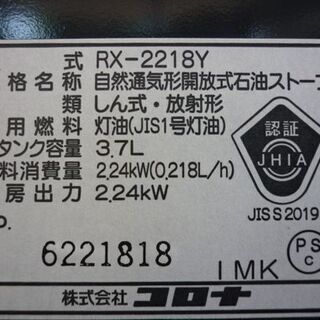 式 RX-2218Y
格名称 自然通気形開放式石油ストーブ
類 しん式・放射形
用燃料 灯油(JIS1号灯油)
タンク容量 3.7L
料消費量 2.24kW(0.218L/h)
房出力 2.24kW
認証
JHIA
JIS S 2019
o.
6221818
IMK
PS
C
株式会社 コロナ